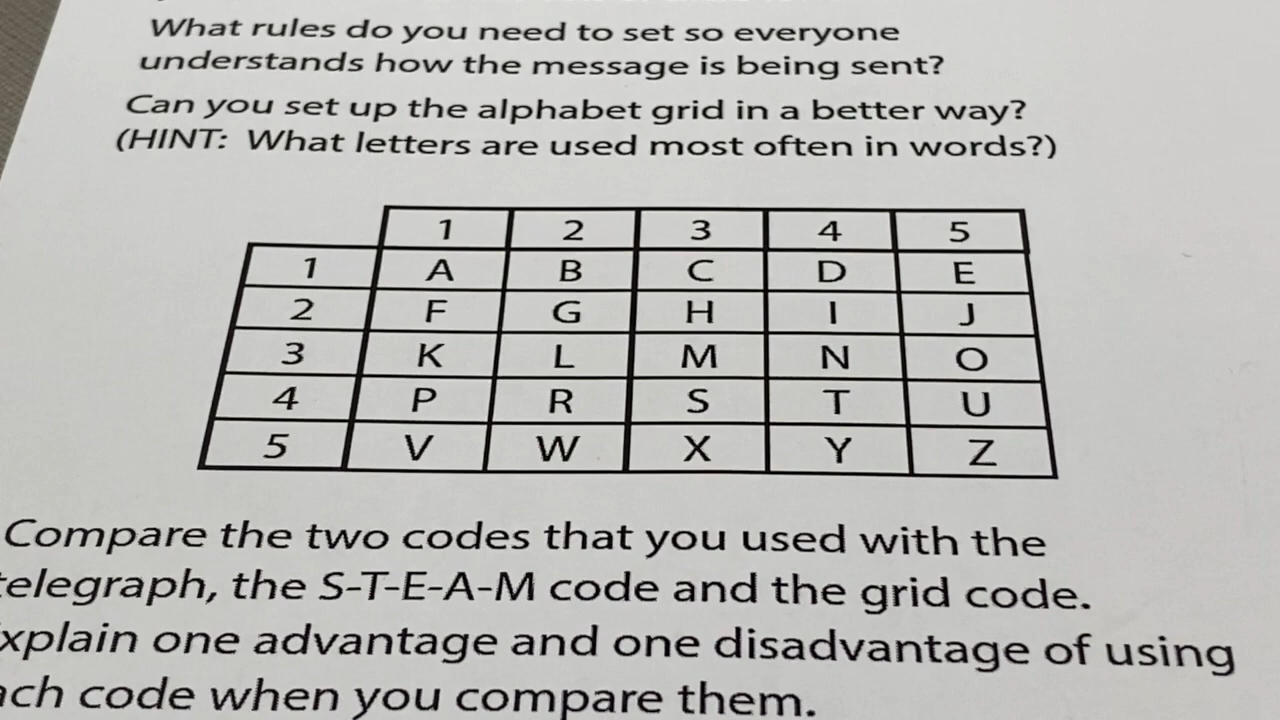 What rules do you need to set so everyone
understands how the message is being sent?
Can you set up the alphabet grid in a better way?
(HINT: What letters are used most often in words?)
1 2 3 4 5
1 A B C D E
2 F G H I J
3 K L M N O
4 P R S T U
5 V W X Y Z
Compare the two codes that you used with the
telegraph, the S-T-E-A-M code and the grid code.
xplain one advantage and one disadvantage of using
ach code when you compare them.